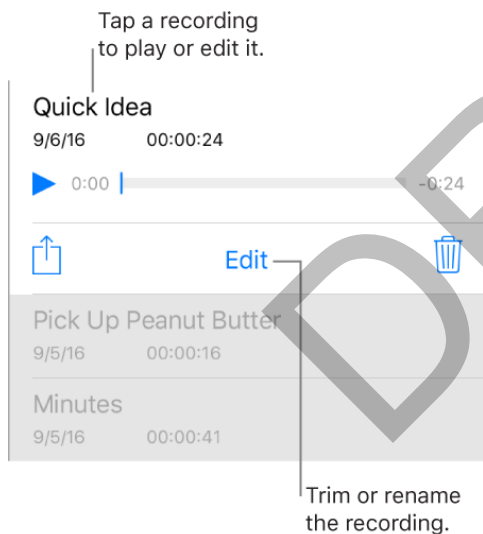 Tap a recording
to play or edit it.
Quick Idea
9/6/16 00:00:24
0:00 -0:24
Edit
Pick Up Peanut Butter
9/5/16 00:00:16
Minutes
9/5/16 00:00:41
Trim or rename
the recording.